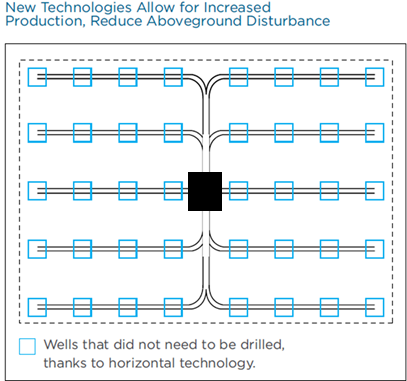 New Technologies Allow for Increased
Production, Reduce Aboveground Disturbance
Wells that did not need to be drilled,
thanks to horizontal technology.